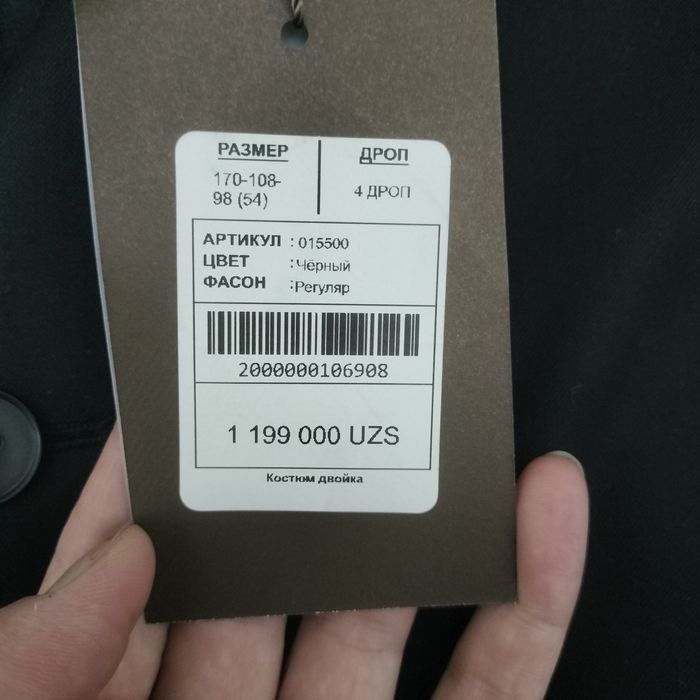 РАЗМЕР ДРОП
170-108-
98 (54) 4 ДРОП
АРТИКУЛ : 015500
ЦВЕТ :Чёрный
ФАСОН :Регуляр
2000000106908
1 199 000 UZS
Костюм двойка